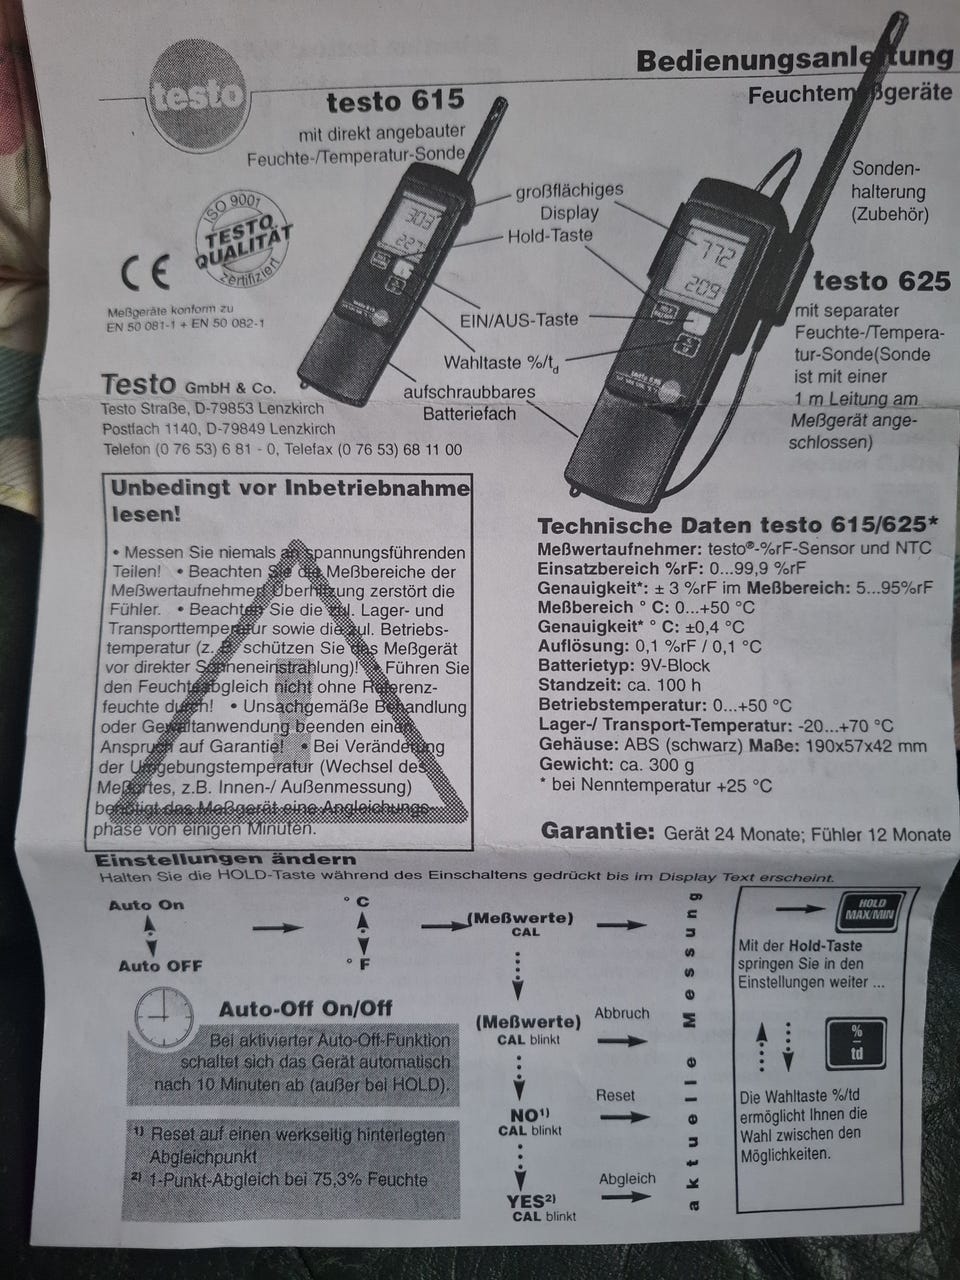 testo
Bedienungsanleitung
Feuchtemeßgeräte
testo 615
mit direkt angebauter
Feuchte-/Temperatur-Sonde
ISO 9001
TESTO
QUALITÄT
zertifiziert
CE
Meßgeräte konform zu
EN 50 081-1 + EN 50 082-1
großflächiges
Display
Hold-Taste
EIN/AUS-Taste
Wahltaste %/td
aufschraubbares
Batteriefach
303
227
772
209
Sonden-
halterung
(Zubehör)
testo 625
mit separater
Feuchte-/Tempera-
tur-Sonde(Sonde
ist mit einer
1 m Leitung am
Meßgerät ange-
schlossen)
Testo GmbH & Co.
Testo Straße, D-79853 Lenzkirch
Postfach 1140, D-79849 Lenzkirch
Telefon (0 76 53) 6 81 - 0, Telefax (0 76 53) 68 11 00
Unbedingt vor Inbetriebnahme
lesen!
• Messen Sie niemals an spannungsführenden
Teilen! • Beachten Sie die Meßbereiche der
Meßwertaufnehmer. Überhitzung zerstört die
Fühler. • Beachten Sie die zul. Lager- und
Transporttemperatur sowie die zul. Betriebs-
temperatur (z. B. schützen Sie das Meßgerät
vor direkter Sonneneinstrahlung)! • Führen Sie
den Feuchteabgleich nicht ohne Referenz-
feuchte durch! • Unsachgemäße Behandlung
oder Gewaltanwendung beenden einen
Anspruch auf Garantie! • Bei Veränderung
der Umgebungstemperatur (Wechsel des
Meßortes, z.B. Innen-/ Außenmessung)
benötigt das Meßgerät eine Angleichungs-
phase von einigen Minuten.
Technische Daten testo 615/625*
Meßwertaufnehmer: testo®-%rF-Sensor und NTC
Einsatzbereich %rF: 0...99,9 %rF
Genauigkeit*: ± 3 %rF im Meßbereich: 5...95%rF
Meßbereich ° C: 0...+50 °C
Genauigkeit* ° C: ±0,4 °C
Auflösung: 0,1 %rF / 0,1 °C
Batterietyp: 9V-Block
Standzeit: ca. 100 h
Betriebstemperatur: 0...+50 °C
Lager-/ Transport-Temperatur: -20...+70 °C
Gehäuse: ABS (schwarz) Maße: 190x57x42 mm
Gewicht: ca. 300 g
* bei Nenntemperatur +25 °C
Garantie: Gerät 24 Monate; Fühler 12 Monate
Einstellungen ändern
Halten Sie die HOLD-Taste während des Einschaltens gedrückt bis im Display Text erscheint.
Auto On
Auto OFF
° C
° F
(Meßwerte)
CAL
(Meßwerte)
CAL blinkt
Abbruch
NO1)
CAL blinkt
Reset
YES2)
CAL blinkt
Abgleich
aktuelle Messung
Auto-Off On/Off
Bei aktivierter Auto-Off-Funktion
schaltet sich das Gerät automatisch
nach 10 Minuten ab (außer bei HOLD).
1) Reset auf einen werkseitig hinterlegten
Abgleichpunkt
2) 1-Punkt-Abgleich bei 75,3% Feuchte
HOLD
MAX/MIN
Mit der Hold-Taste
springen Sie in den
Einstellungen weiter ...
%
td
Die Wahltaste %/td
ermöglicht Ihnen die
Wahl zwischen den
Möglichkeiten.